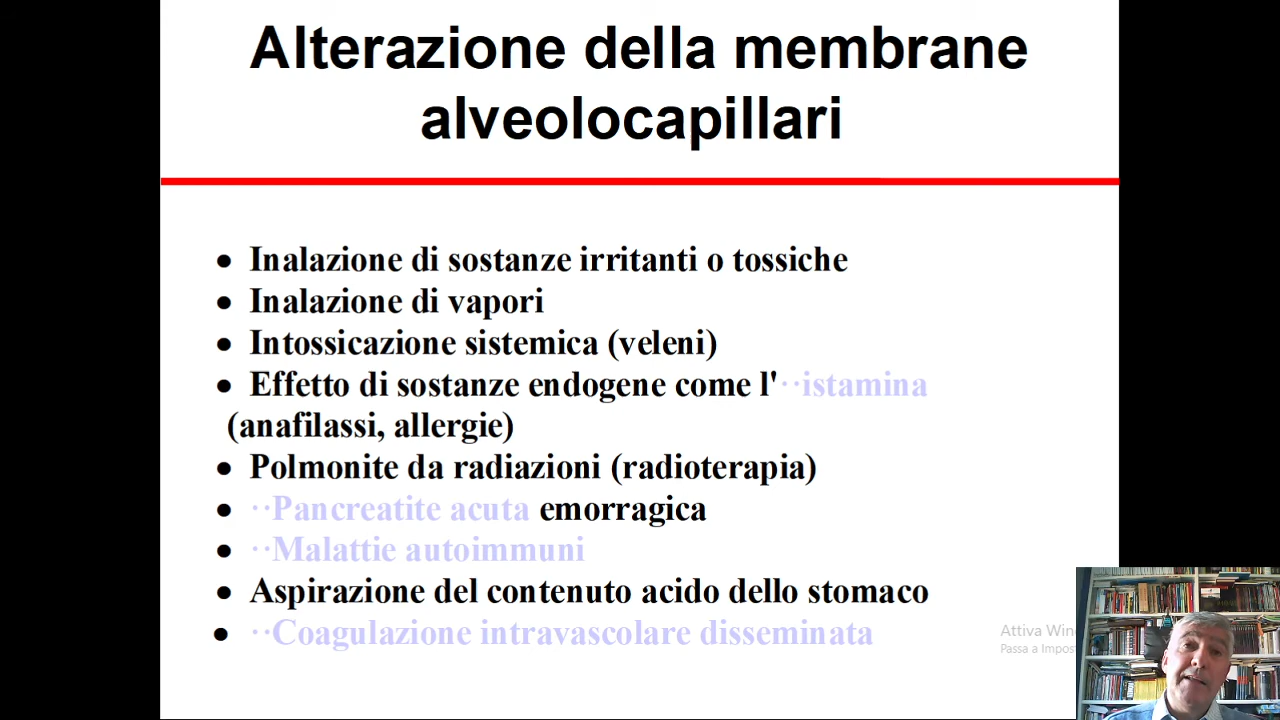 Alterazione della membrane
alveolocapillari
• Inalazione di sostanze irritanti o tossiche
• Inalazione di vapori
• Intossicazione sistemica (veleni)
• Effetto di sostanze endogene come l'··istamina
(anafilassi, allergie)
• Polmonite da radiazioni (radioterapia)
• ··Pancreatite acuta emorragica
• ··Malattie autoimmuni
• Aspirazione del contenuto acido dello stomaco
• ··Coagulazione intravascolare disseminata
Attiva Win
Passa a Impost